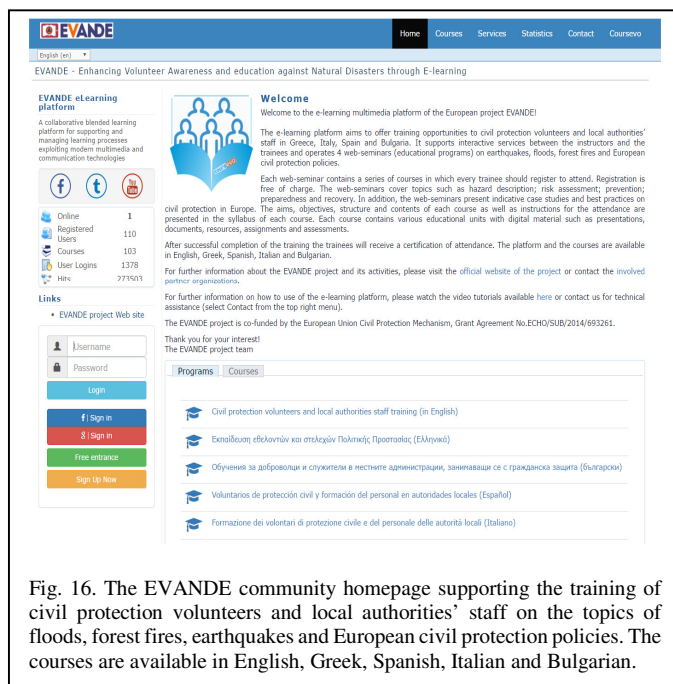 EVANDE
Home Courses Services Statistics Contact Coursevo
English (en)
EVANDE - Enhancing Volunteer Awareness and education against Natural Disasters through E-learning
EVANDE eLearning
platform
A collaborative blended learning
platform for supporting and
managing learning processes
exploiting modern multimedia and
communication technologies
f t You Tube
Online 1
Registered
Users 110
Courses 103
User Logins 1378
Hits 273503
Links
EVANDE project Web site
Username
Password
Login
f | Sign in
8 | Sign in
Free entrance
Sign Up Now
Welcome
Welcome to the e-learning multimedia platform of the European project EVANDE!
The e-learning platform aims to offer training opportunities to civil protection volunteers and local authorities'
staff in Greece, Italy, Spain and Bulgaria. It supports interactive services between the instructors and the
trainees and operates 4 web-seminars (educational programs) on earthquakes, floods, forest fires and European
civil protection policies.
Each web-seminar contains a series of courses in which every trainee should register to attend. Registration is
free of charge. The web-seminars cover topics such as hazard description; risk assessment; prevention;
preparedness and recovery. In addition, the web-seminars present indicative case studies and best practices on
civil protection in Europe. The aims, objectives, structure and contents of each course as well as instructions for the attendance are
presented in the syllabus of each course. Each course contains various educational units with digital material such as presentations,
documents, resources, assignments and assessments.
After successful completion of the training the trainees will receive a certification of attendance. The platform and the courses are available
in English, Greek, Spanish, Italian and Bulgarian.
For further information about the EVANDE project and its activities, please visit the official website of the project or contact the involved
partner organizations.
For further information on how to use of the e-learning platform, please watch the video tutorials available here or contact us for technical
assistance (select Contact from the top right menu).
The EVANDE project is co-funded by the European Union Civil Protection Mechanism, Grant Agreement No.ECHO/SUB/2014/693261.
Thank you for your interest!
The EVANDE project team
Programs Courses
Civil protection volunteers and local authorities staff training (in English)
Εκπαίδευση εθελοντών και στελεχών Πολιτικής Προστασίας (Ελληνικά)
Обучения за доброволци и служители в местните администрации, занимаващи се с гражданска защита (български)
Voluntarios de protección civil y formación del personal en autoridades locales (Español)
Formazione dei volontari di protezione civile e del personale delle autorità locali (Italiano)
Fig. 16. The EVANDE community homepage supporting the training of
civil protection volunteers and local authorities' staff on the topics of
floods, forest fires, earthquakes and European civil protection policies. The
courses are available in English, Greek, Spanish, Italian and Bulgarian.